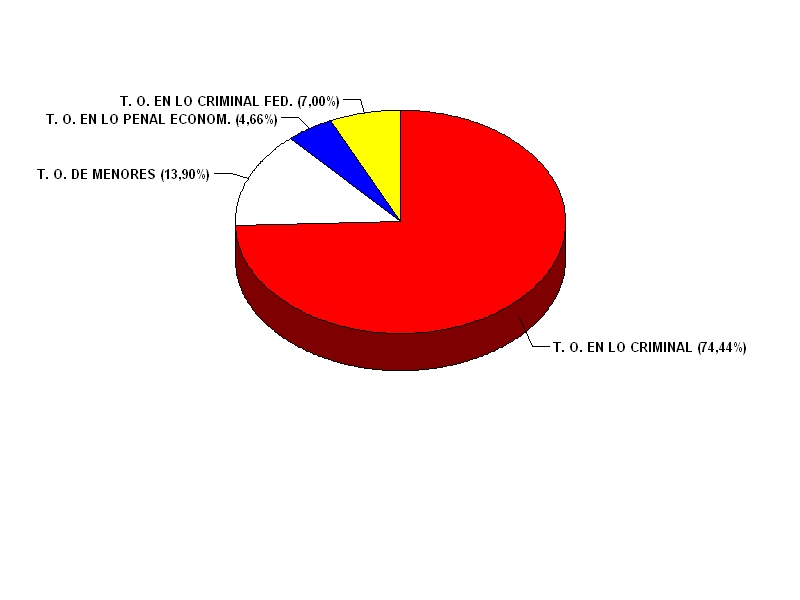 T. O. EN LO CRIMINAL FED. (7,00%)
T. O. EN LO PENAL ECONOM. (4,66%)
T. O. DE MENORES (13,90%)
T. O. EN LO CRIMINAL (74,44%)